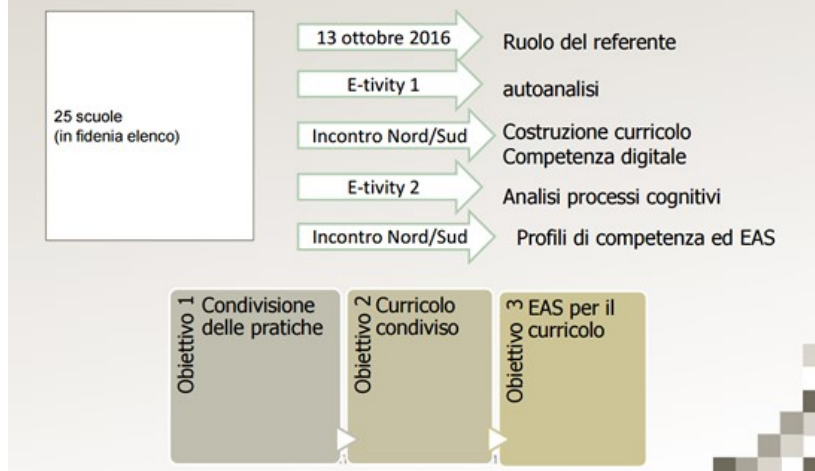 25 scuole
(in fidenia elenco)
13 ottobre 2016
Ruolo del referente
E-tivity 1
autoanalisi
Incontro Nord/Sud
Costruzione curricolo
Competenza digitale
E-tivity 2
Analisi processi cognitivi
Incontro Nord/Sud
Profili di competenza ed EAS
Obiettivo 1
Condivisione
delle pratiche
Obiettivo 2
Curricolo
condiviso
Obiettivo 3
EAS per il
curricolo